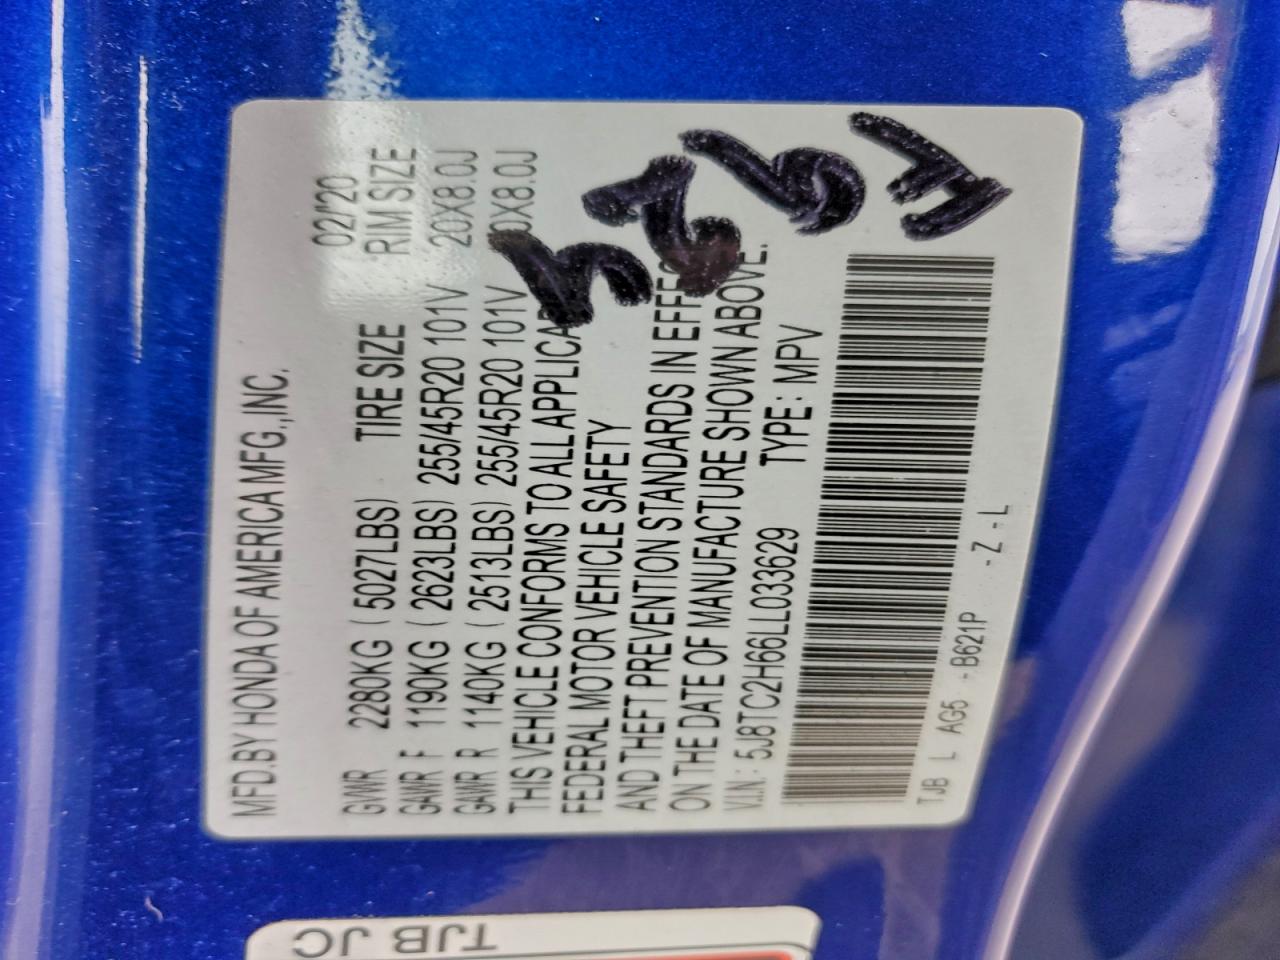 MFD.BY HONDA OF AMERICA MFG.,INC.
02/20
GVWR 2280KG ( 5027LBS) TIRE SIZE RIM SIZE
GAWR F 1190KG ( 2623LBS) 255/45R20 101V 20X8.0J
GAWR R 1140KG ( 2513LBS) 255/45R20 101V 0X8.0J
THIS VEHICLE CONFORMS TO ALL
FEDERAL MOTOR VEHICLE SAFETY
AND THEFT PREVENTION STANDARDS IN
ON THE DATE OF MANUFACTURE SHOWN ABOVE.
V.I.N.: 5J8TC2H66LL033629 TYPE: MPV
TJB L AG5 -B621P -Z-L
TJB JC